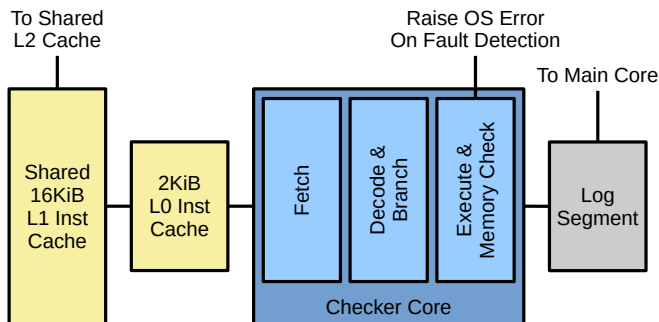 To Shared
L2 Cache
Raise OS Error
On Fault Detection
To Main Core
Shared
16KiB
L1 Inst
Cache
2KiB
L0 Inst
Cache
Fetch
Decode &
Branch
Execute &
Memory Check
Log
Segment
Checker Core